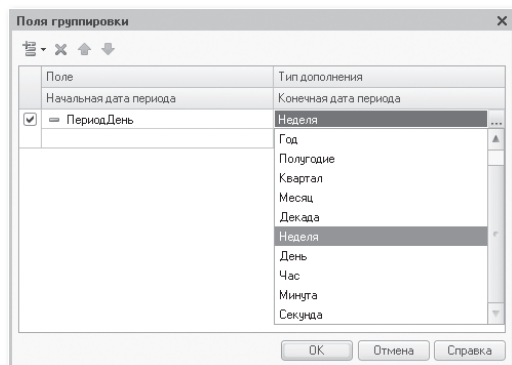 Поля группировки
Поле Тип дополнения
Начальная дата периода Конечная дата периода
ПериодДень Неделя ...
Год
Полугодие
Квартал
Месяц
Декада
Неделя
День
Час
Минута
Секунда
OK Отмена Справка